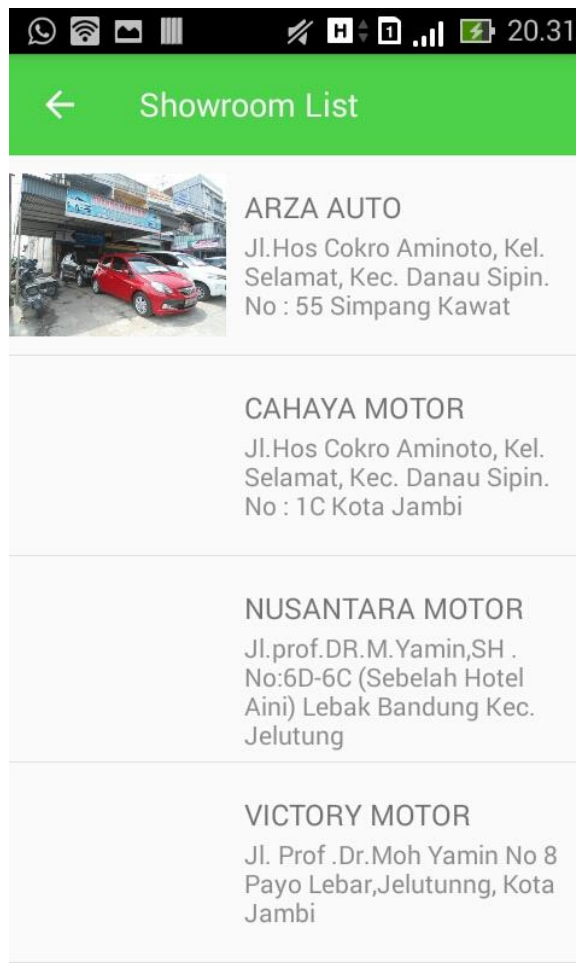 20.31
Showroom List
ARZA AUTO
Jl.Hos Cokro Aminoto, Kel.
Selamat, Kec. Danau Sipin.
No : 55 Simpang Kawat
CAHAYA MOTOR
Jl.Hos Cokro Aminoto, Kel.
Selamat, Kec. Danau Sipin.
No : 1C Kota Jambi
NUSANTARA MOTOR
Jl.prof.DR.M.Yamin,SH .
No:6D-6C (Sebelah Hotel
Aini) Lebak Bandung Kec.
Jelutung
VICTORY MOTOR
Jl. Prof .Dr.Moh Yamin No 8
Payo Lebar,Jelutunng, Kota
Jambi